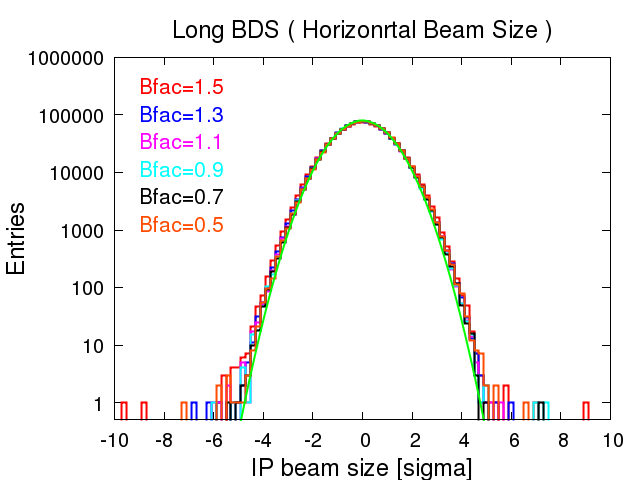 Long BDS ( Horizonrtal Beam Size )
1000000
100000
10000
1000
100
10
1
Entries
Bfac=1.5
Bfac=1.3
Bfac=1.1
Bfac=0.9
Bfac=0.7
Bfac=0.5
-10 -8 -6 -4 -2 0 2 4 6 8 10
IP beam size [sigma]